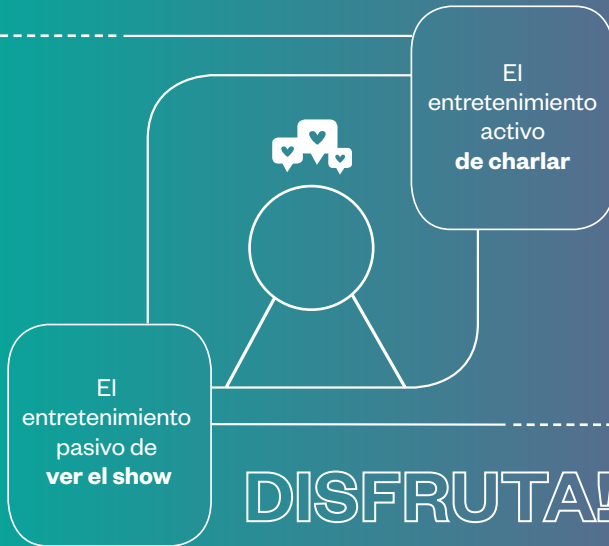 El
entretenimiento
activo
de charlar
El
entretenimiento
pasivo de
ver el show
DISFRUTA!